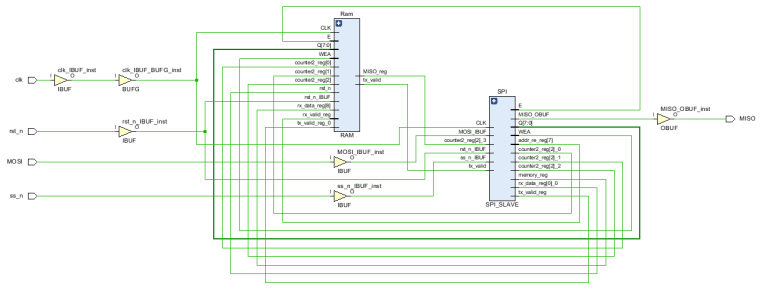 Ram
CLK
E
Q[7:0]
WEA
counter2_reg[0]
counter2_reg[1]
counter2_reg[2]
rst_n
rst_n_IBUF
rx_data_reg[8]
rx_valid_reg
tx_valid_reg_0
MISO_reg
tx_valid
RAM
clk
clk_IBUF_inst
I
O
IBUF
clk_IBUF_BUFG_inst
I
O
BUFG
rst_n
rst_n_IBUF_inst
I
O
IBUF
MOSI
MOSI_IBUF_inst
I
O
IBUF
ss_n
ss_n_IBUF_inst
I
O
IBUF
SPI
CLK
MOSI_IBUF
counter2_reg[2]_3
rst_n_IBUF
ss_n_IBUF
tx_valid
E
MISO_OBUF
Q[7:0]
WEA
addr_re_reg[7]
counter2_reg[2]_0
counter2_reg[2]_1
counter2_reg[2]_2
memory_reg
rx_data_reg[0]_0
tx_valid_reg
SPI_SLAVE
MISO_OBUF_inst
I
O
OBUF
MISO